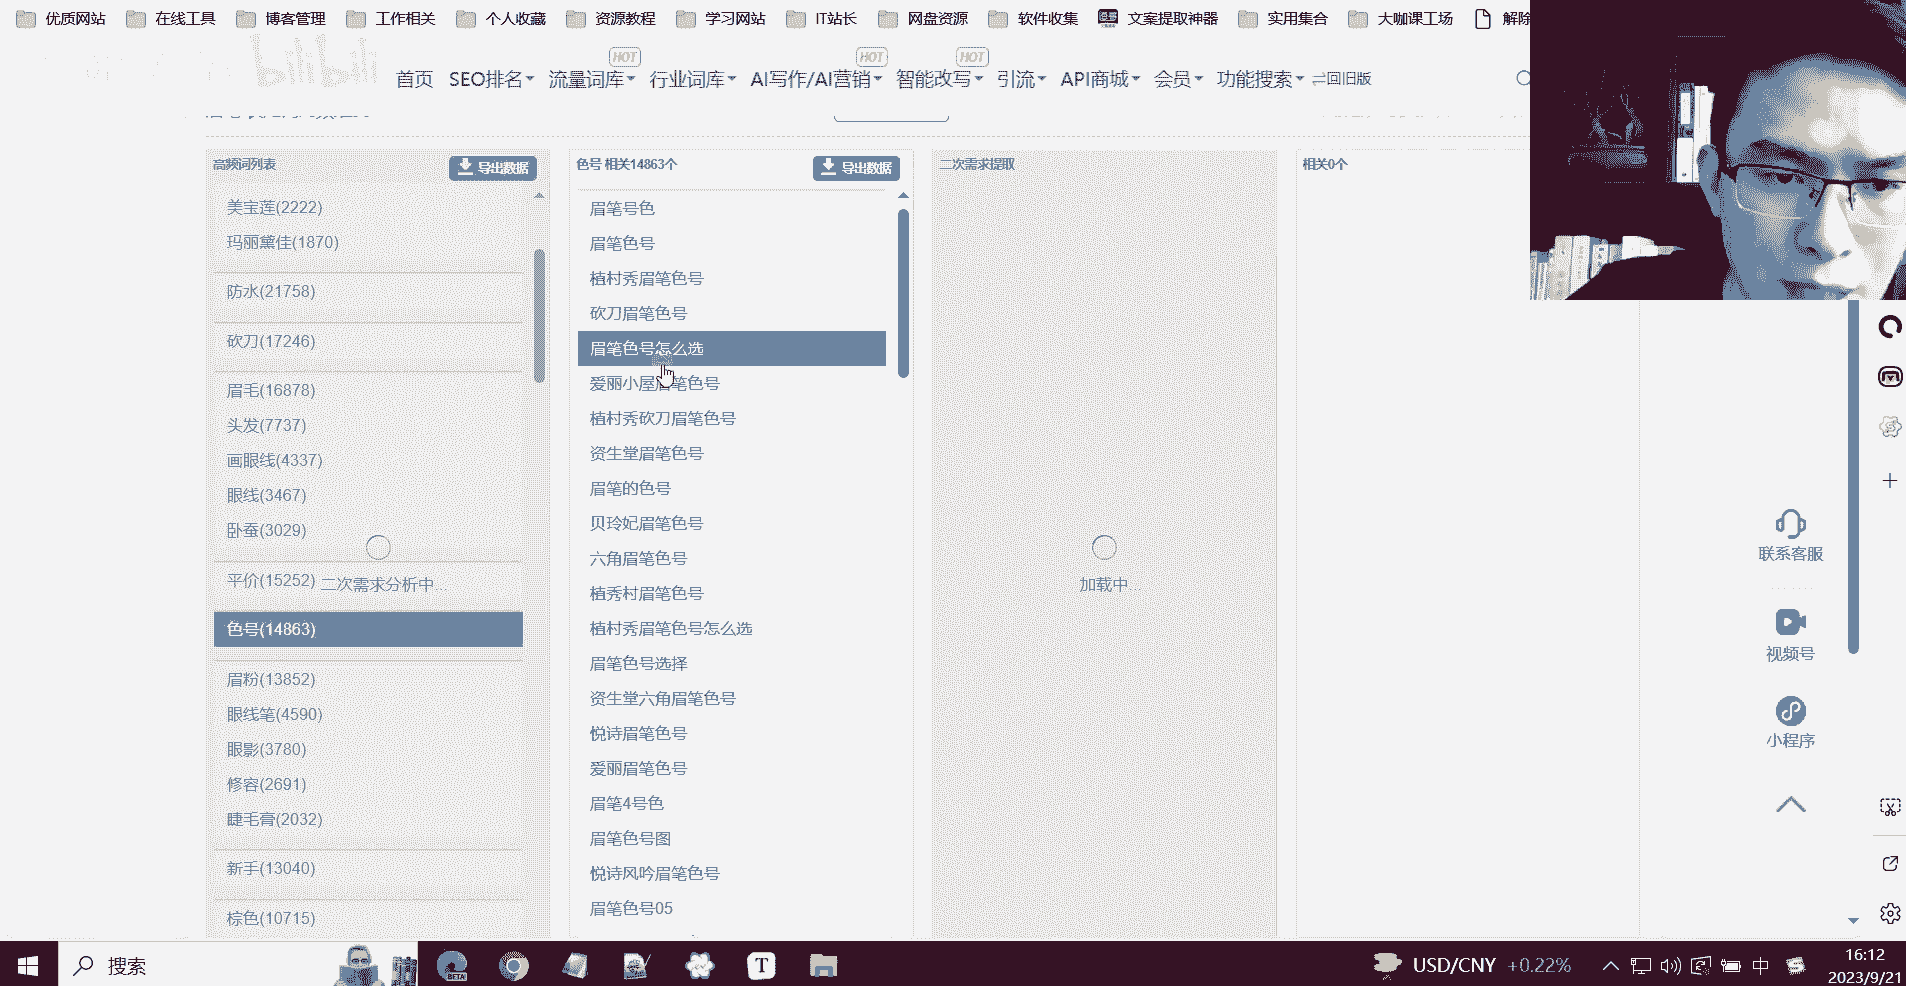 优质网站 在线工具 博客管理 工作相关 个人收藏 资源教程 学习网站 IT站长 网盘资源 软件收集 文案提取神器 实用集合 大咖课工场 解除
bilibili
HOT HOT HOT
首页 SEO排名 流量词库 行业词库 AI写作/AI营销 智能改写 引流 API商城 会员 功能搜索 回旧版
高频词列表 导出数据
美宝莲(2222)
玛丽黛佳(1870)
防水(21758)
砍刀(17246)
眉毛(16878)
头发(7737)
画眼线(4337)
眼线(3467)
卧蚕(3029)
平价(15252) 二次需求分析中...
色号(14863)
眉粉(13852)
眼线笔(4590)
眼影(3780)
修容(2691)
睫毛膏(2032)
新手(13040)
棕色(10715)
色号 相关14863个 导出数据
眉笔号色
眉笔色号
植村秀眉笔色号
砍刀眉笔色号
眉笔色号怎么选
爱丽小屋眉笔色号
植村秀砍刀眉笔色号
资生堂眉笔色号
眉笔的色号
贝玲妃眉笔色号
六角眉笔色号
植秀村眉笔色号
植村秀眉笔色号怎么选
眉笔色号选择
资生堂六角眉笔色号
悦诗眉笔色号
爱丽眉笔色号
眉笔4号色
眉笔色号图
悦诗风吟眉笔色号
眉笔色号05
二次需求提取
加载中...
相关0个
联系客服
视频号
小程序
搜索
BETA
T
USD/CNY +0.22%
中
16:12
2023/9/21